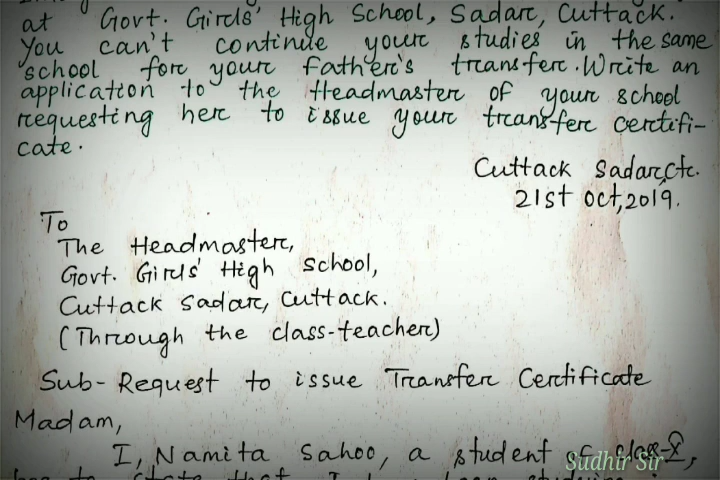 at Govt. Girls' High School, Sadar, Cuttack.
You can't continue your studies in the same
school for your Father's transfer. Write an
application to the Headmaster of your school
requesting her to issue your transfer certifi-
cate.
Cuttack Sadar, Ctc.
21st Oct, 2019.
To
The Headmaster,
Govt. Girls' High School,
Cuttack Sadar, Cuttack.
(Through the class-teacher)
Sub- Request to issue Transfer Certificate
Madam,
I, Namita Sahoo, a student of class-X,
Sudhir Sir